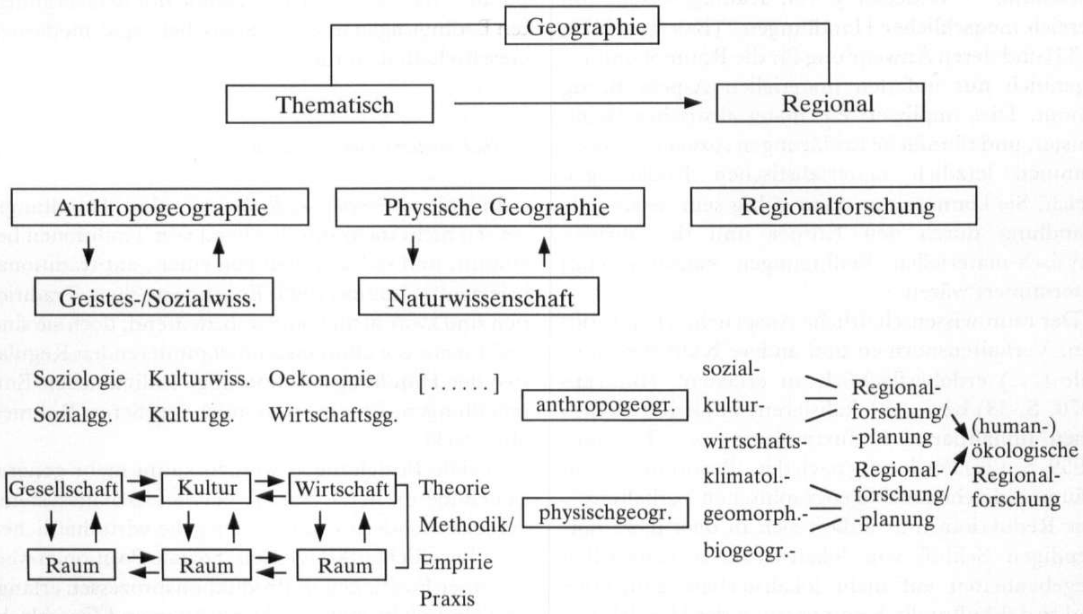 Geographie
Thematisch
Regional
Anthropogeographie
Physische Geographie
Regionalforschung
Geistes-/Sozialwiss.
Naturwissenschaft
Soziologie Kulturwiss. Oekonomie
Sozialgg. Kulturgg. Wirtschaftsgg.
[......]
anthropogeogr.
physischgeogr.
sozial-
kultur-
wirtschafts-
klimatol.-
geomorph.-
biogeogr.-
Regional-
forschung/
-planung
Regional-
forschung/
-planung
(human-)
ökologische
Regional-
forschung
Gesellschaft
Kultur
Wirtschaft
Raum
Raum
Raum
Theorie
Methodik/
Empirie
Praxis